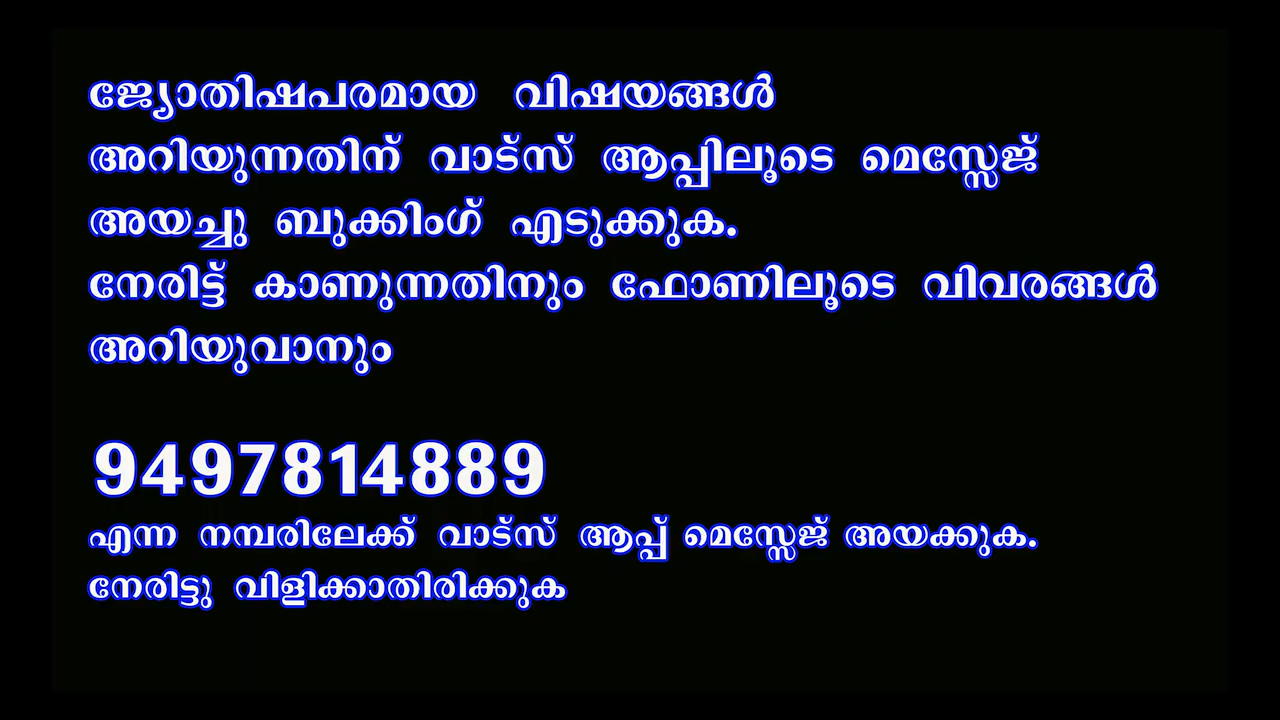 ജ്യോതിഷപരമായ വിഷയങ്ങൾ
അറിയുന്നതിന് വാട്സ് ആപ്പിലൂടെ മെസ്സേജ്
അയച്ചു ബുക്കിംഗ് എടുക്കുക.
നേരിട്ട് കാണുന്നതിനും ഫോണിലൂടെ വിവരങ്ങൾ
അറിയുവാനും
9497814889
എന്ന നമ്പരിലേക്ക് വാട്സ് ആപ്പ് മെസ്സേജ് അയക്കുക.
നേരിട്ടു വിളിക്കാതിരിക്കുക